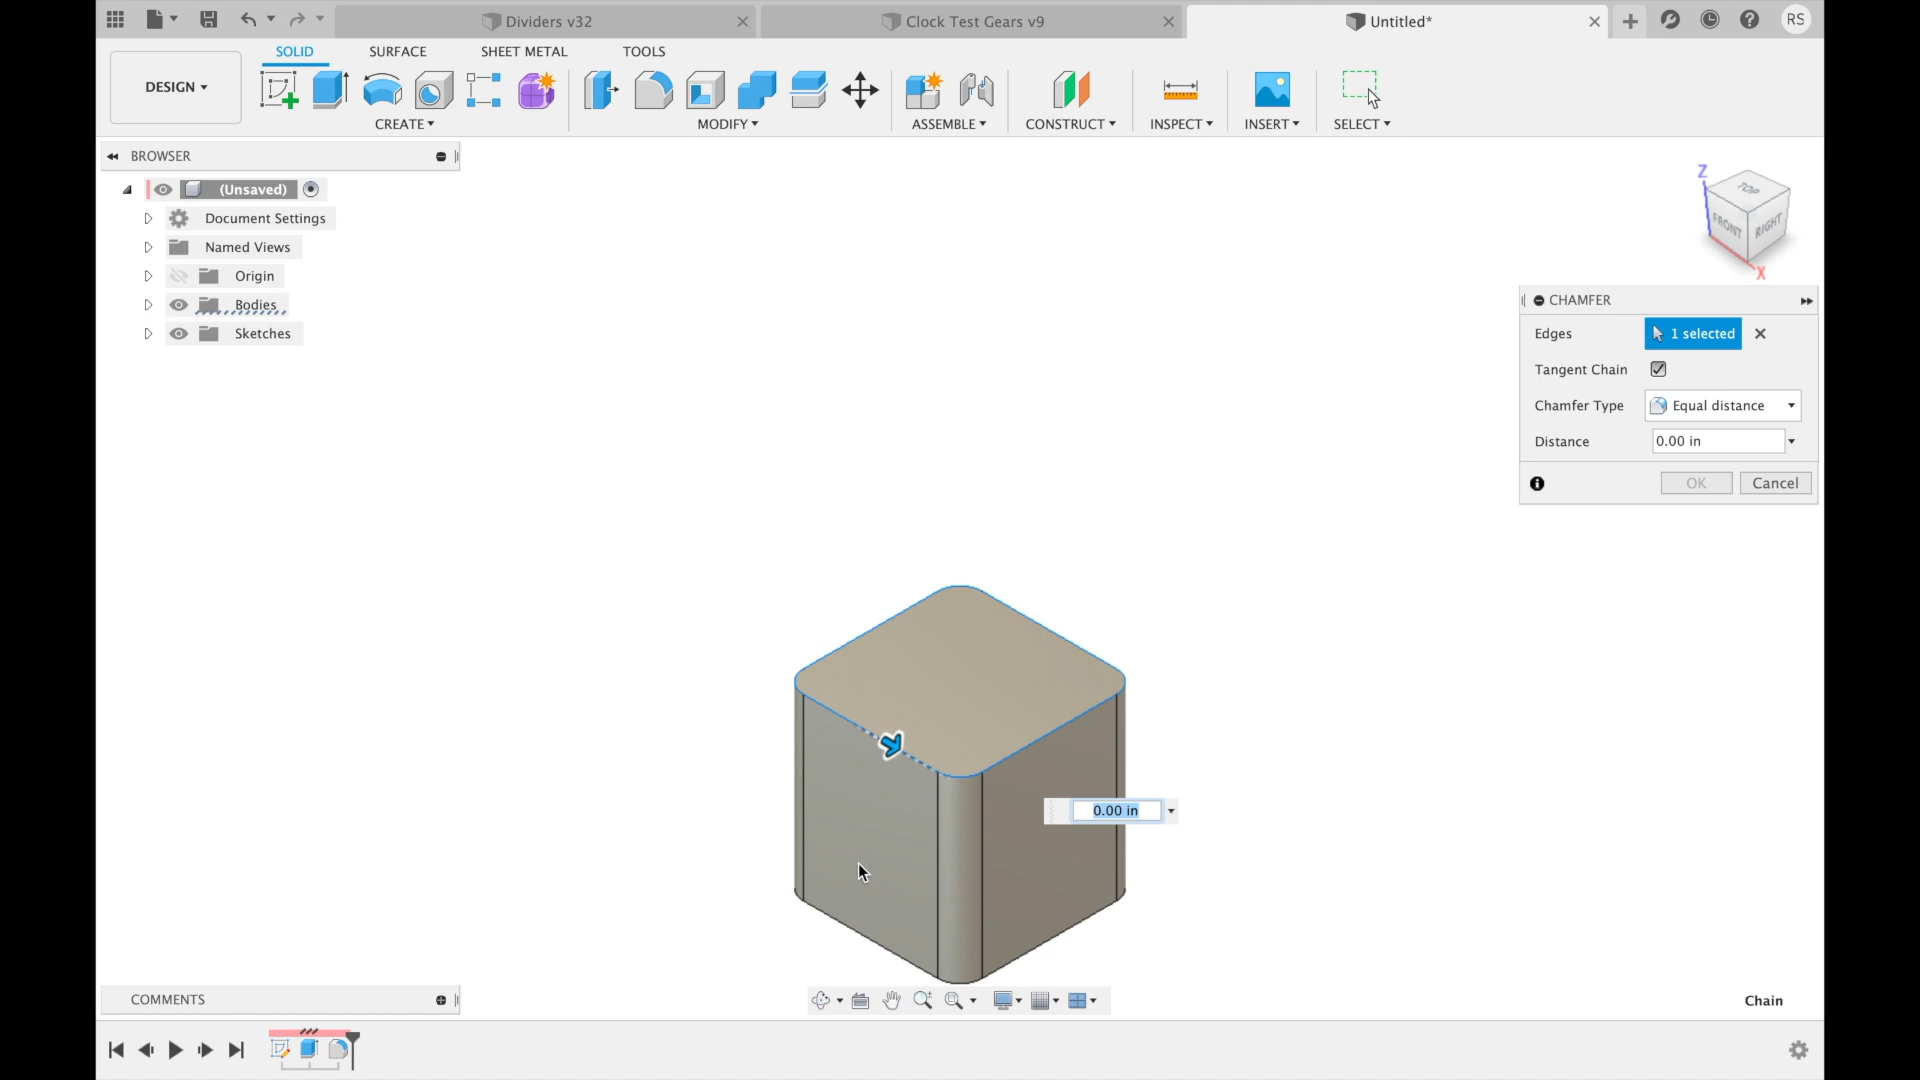 Dividers v32
Clock Test Gears v9
Untitled*
RS
SOLID
SURFACE
SHEET METAL
TOOLS
DESIGN
CREATE
MODIFY
ASSEMBLE
CONSTRUCT
INSPECT
INSERT
SELECT
BROWSER
(Unsaved)
Document Settings
Named Views
Origin
Bodies
Sketches
Z
TOP
FRONT
RIGHT
X
CHAMFER
Edges
1 selected
Tangent Chain
Chamfer Type
Equal distance
Distance
0.00 in
OK
Cancel
0.00 in
COMMENTS
Chain